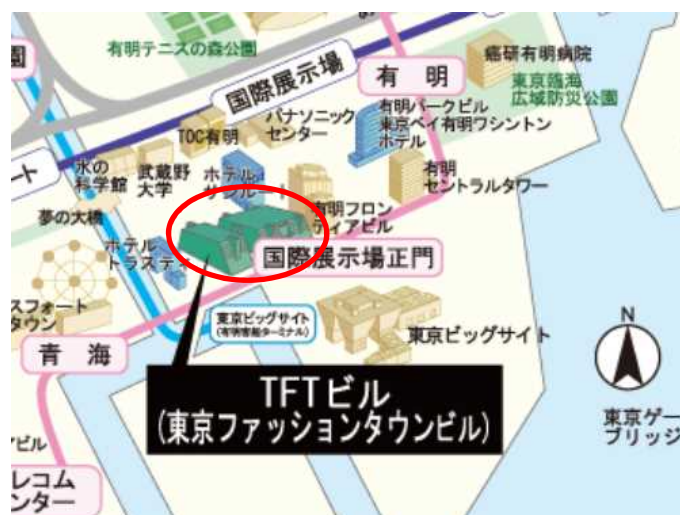 有明テニスの森公園
園
国際展示場
有 明
癌研有明病院
東京臨海
広域防災公園
TOC有明
パナソニック
センター
有明パークビル
東京ベイ有明ワシントン
ホテル
ート
水の
科学館
武蔵野
大学
ホテル
サンルート
有明
セントラルタワー
夢の大橋
有明フロン
ティアビル
ホテル
トラスティ
国際展示場正門
スフォート
タウン
東京ビッグサイト
(有明客船ターミナル)
東京ビッグサイト
N
青 海
TFTビル
(東京ファッションタウンビル)
東京ゲー
ブリッジ
ビル
レコム
ンター